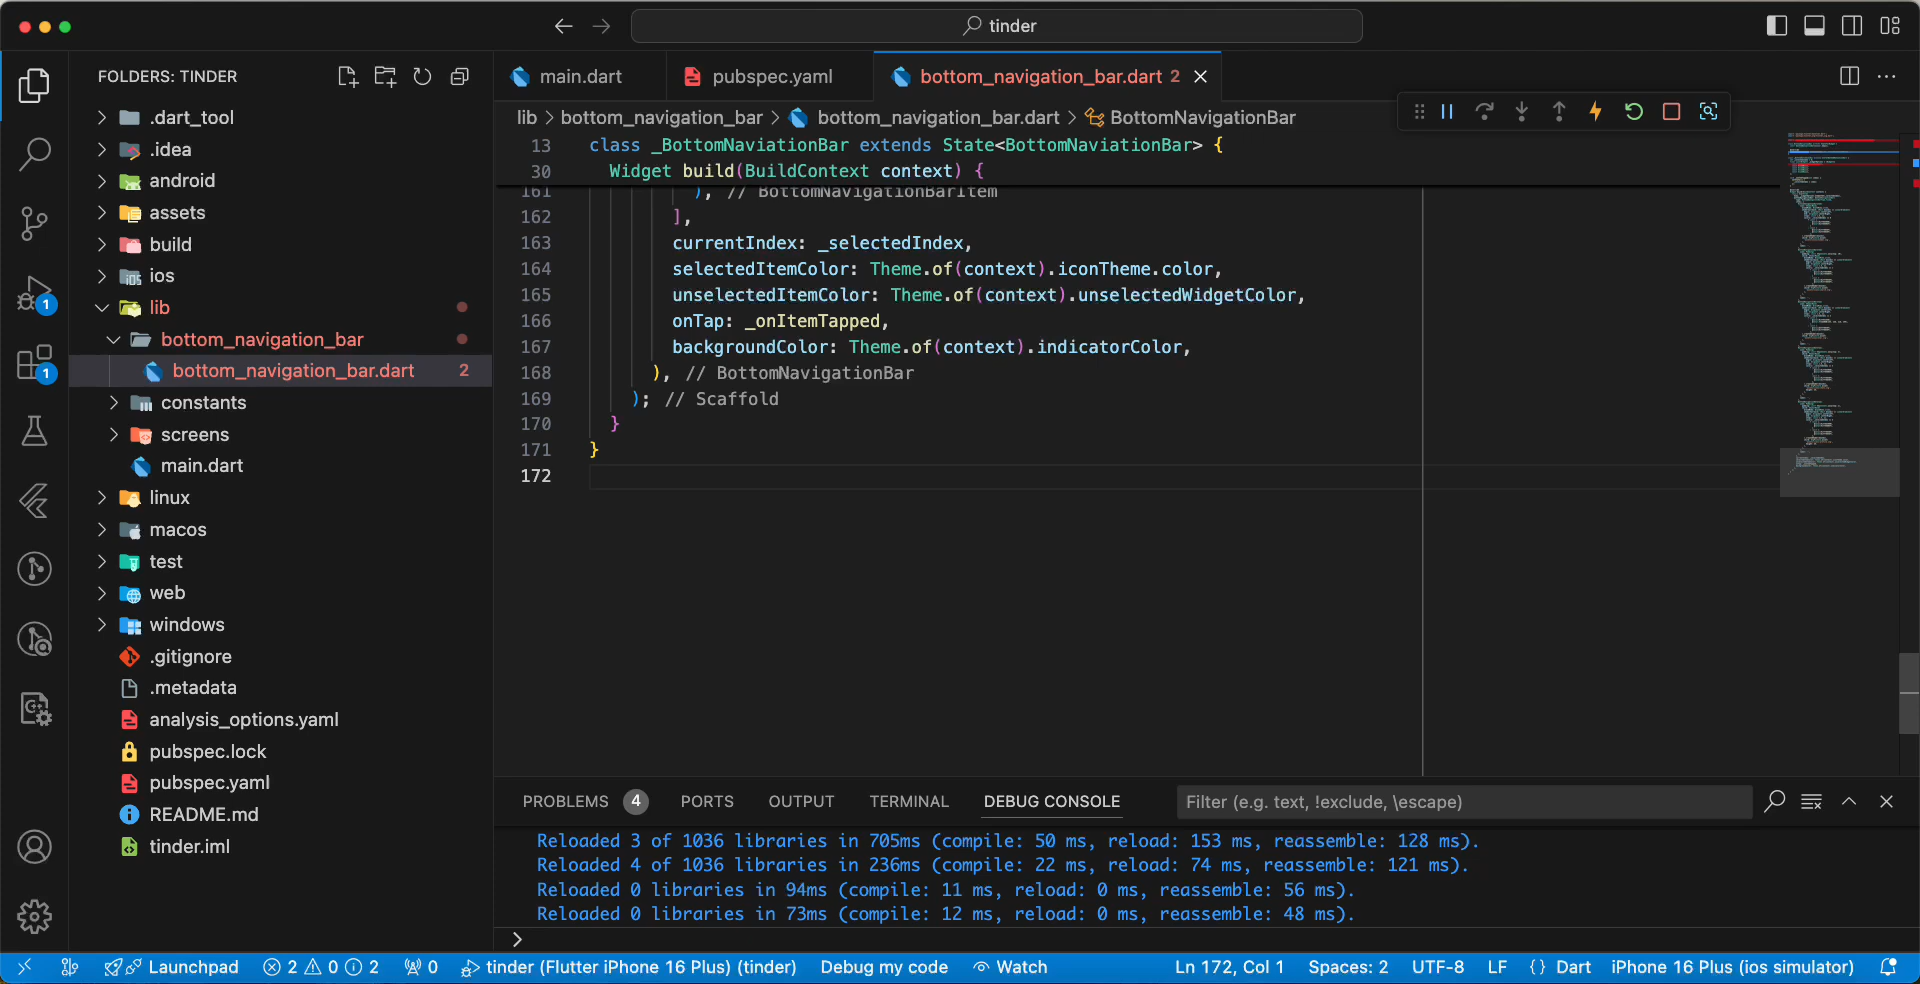 tinder
FOLDERS: TINDER
.dart_tool
.idea
android
assets
build
ios
lib
bottom_navigation_bar
bottom_navigation_bar.dart 2
constants
screens
main.dart
linux
macos
test
web
windows
.gitignore
.metadata
analysis_options.yaml
pubspec.lock
pubspec.yaml
README.md
tinder.iml
1
1
main.dart
pubspec.yaml
bottom_navigation_bar.dart 2
lib > bottom_navigation_bar > bottom_navigation_bar.dart > BottomNavigationBar
13 class _BottomNaviationBar extends State<BottomNaviationBar> {
30 Widget build(BuildContext context) {
161 ), // BottomNavigationBarItem
162 ],
163 currentIndex: _selectedIndex,
164 selectedItemColor: Theme.of(context).iconTheme.color,
165 unselectedItemColor: Theme.of(context).unselectedWidgetColor,
166 onTap: _onItemTapped,
167 backgroundColor: Theme.of(context).indicatorColor,
168 ), // BottomNavigationBar
169 ); // Scaffold
170 }
171 }
172
PROBLEMS 4 PORTS OUTPUT TERMINAL DEBUG CONSOLE Filter (e.g. text, !exclude, \escape)
Reloaded 3 of 1036 libraries in 705ms (compile: 50 ms, reload: 153 ms, reassemble: 128 ms).
Reloaded 4 of 1036 libraries in 236ms (compile: 22 ms, reload: 74 ms, reassemble: 121 ms).
Reloaded 0 libraries in 94ms (compile: 11 ms, reload: 0 ms, reassemble: 56 ms).
Reloaded 0 libraries in 73ms (compile: 12 ms, reload: 0 ms, reassemble: 48 ms).
>
Launchpad 2 0 2 0 tinder (Flutter iPhone 16 Plus) (tinder) Debug my code Watch Ln 172, Col 1 Spaces: 2 UTF-8 LF {} Dart iPhone 16 Plus (ios simulator)